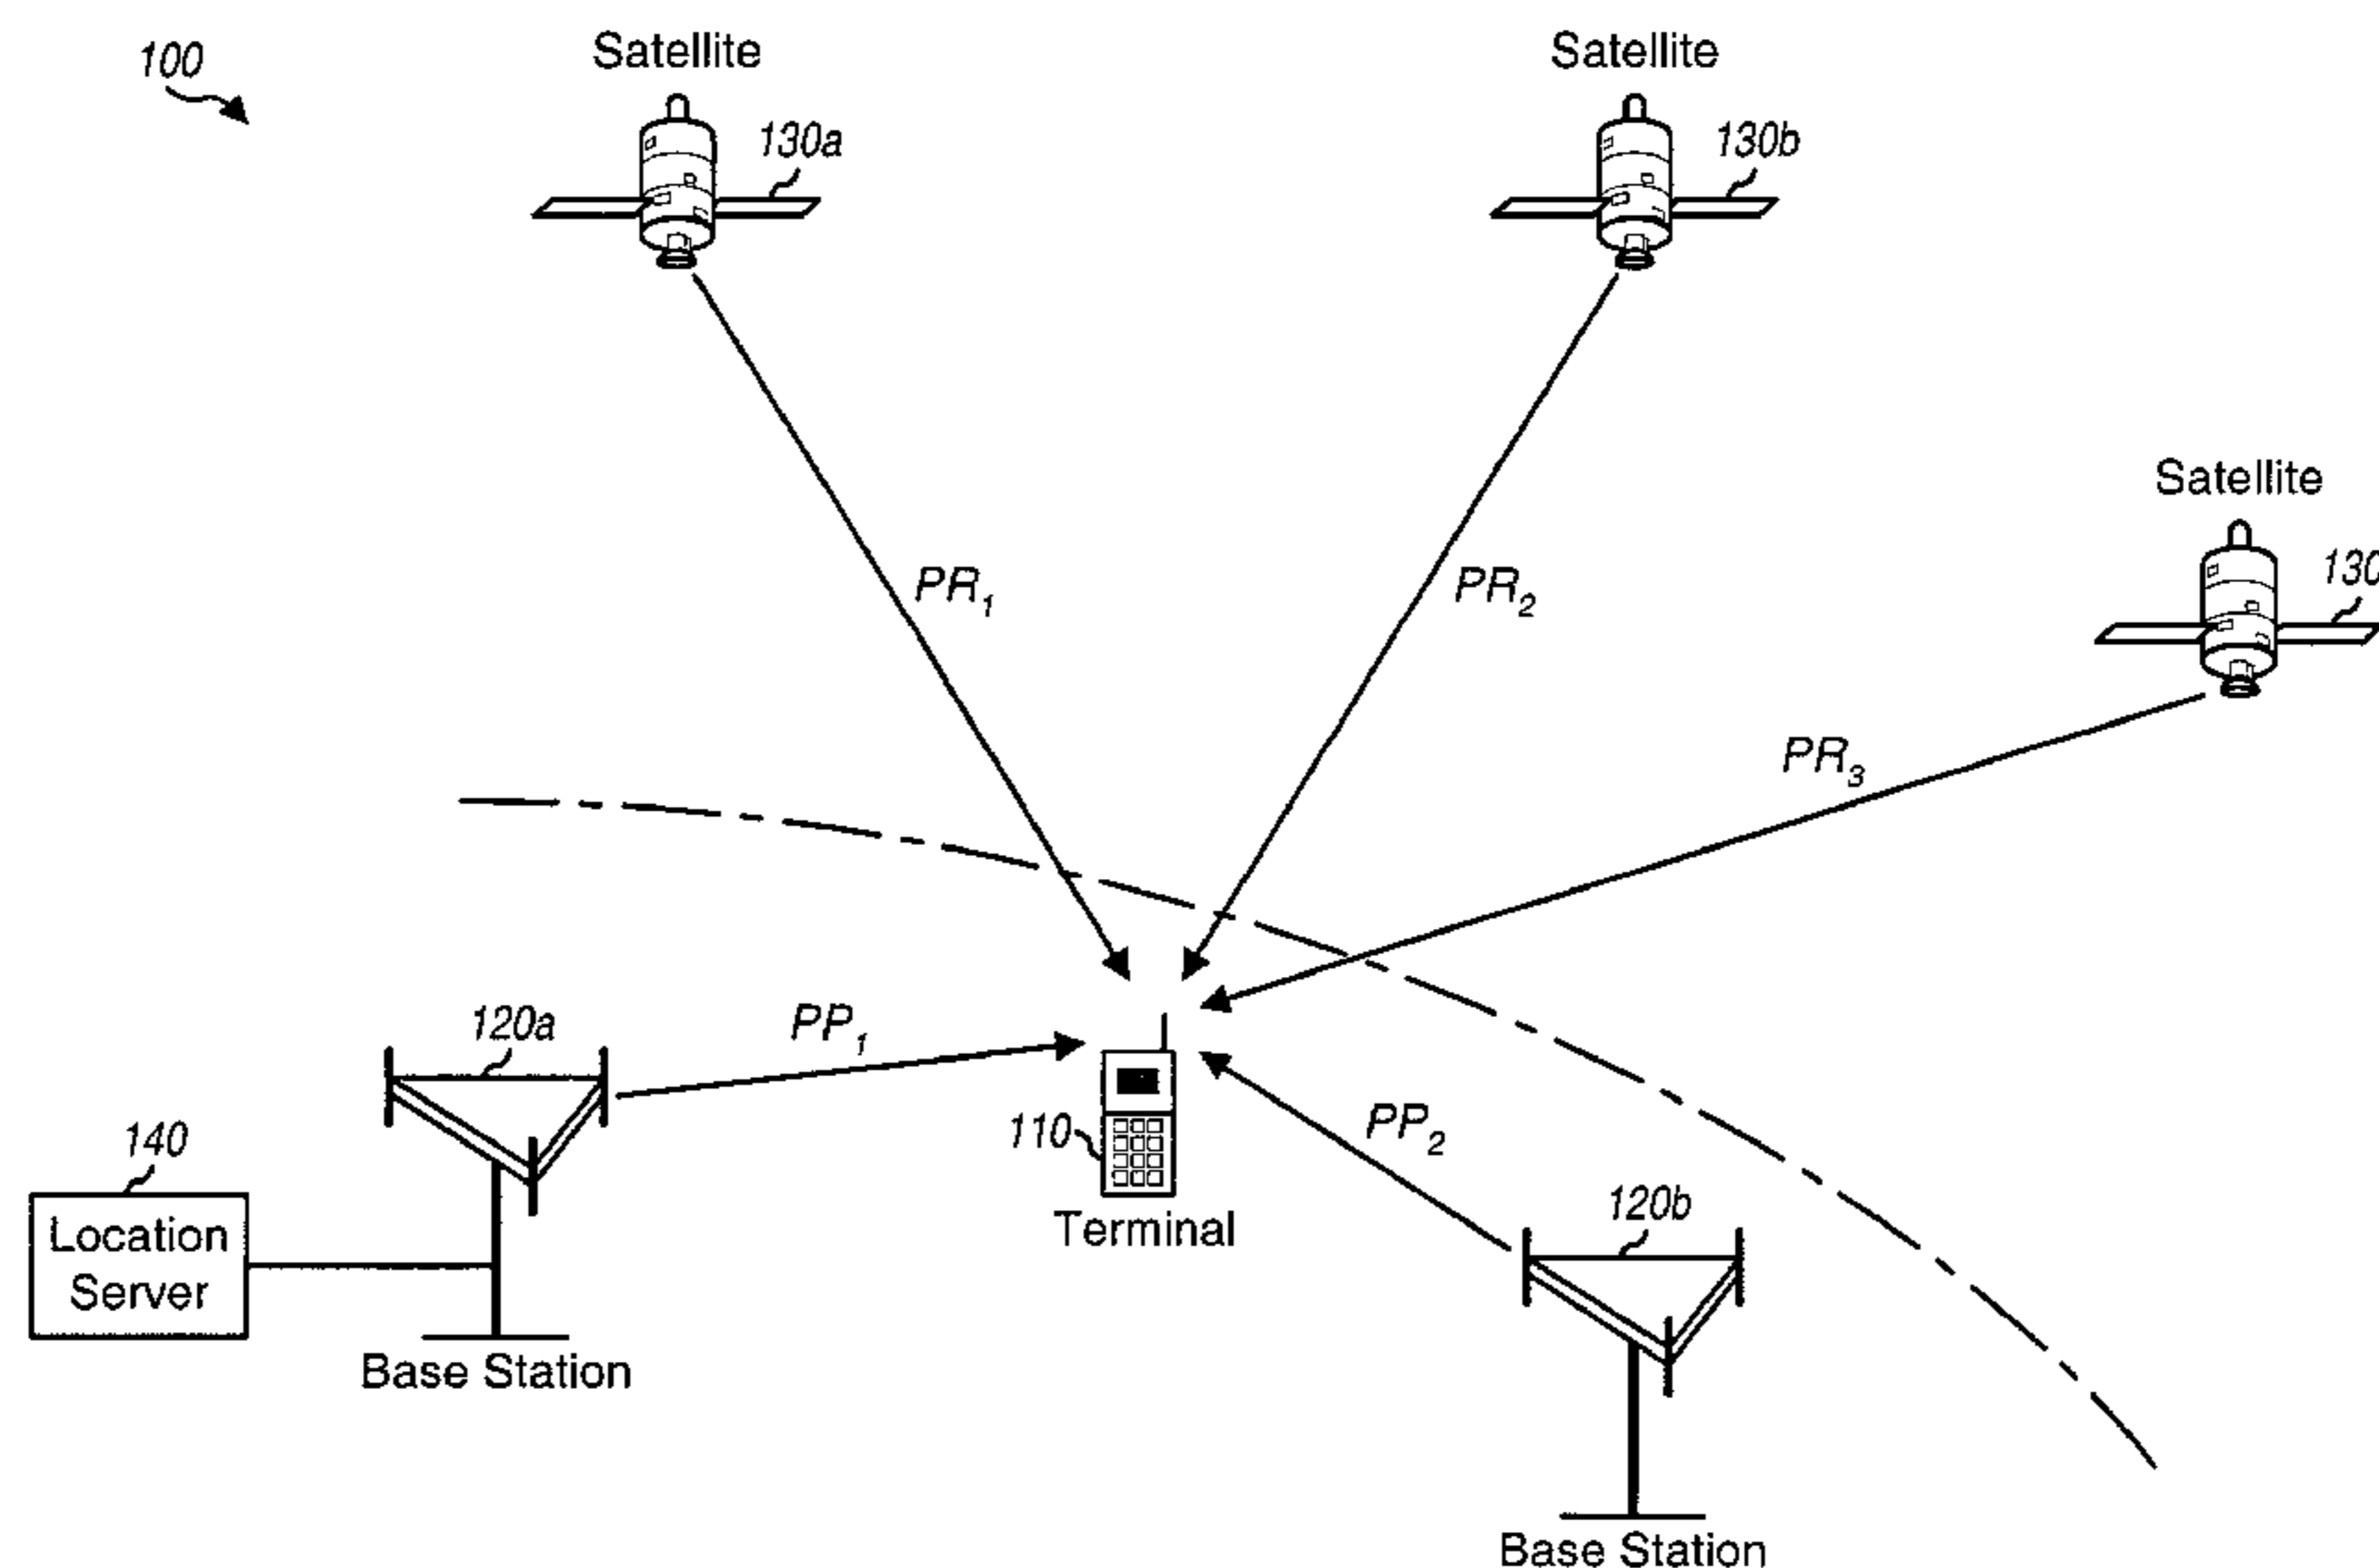 100
Satellite
130a
Satellite
130b
Satellite
130
PR1
PR2
PR3
120a
PP1
140
Location
Server
110
Terminal
PP2
120b
Base Station
Base Station